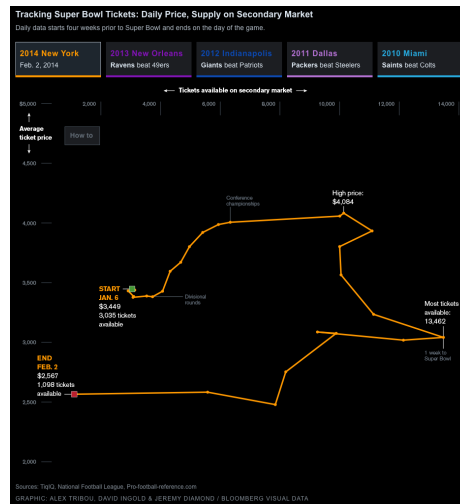 Tracking Super Bowl Tickets: Daily Price, Supply on Secondary Market
Daily data starts four weeks prior to Super Bowl and ends on the day of the game.
2014 New York
Feb. 2, 2014
2013 New Orleans
Ravens beat 49ers
2012 Indianapolis
Giants beat Patriots
2011 Dallas
Packers beat Steelers
2010 Miami
Saints beat Colts
Tickets available on secondary market
$5,000
2,000
4,000
6,000
8,000
10,000
12,000
14,000
Average
ticket price
How to
4,500
4,000
3,500
3,000
2,500
2,000
Conference
championships
High price:
$4,084
START
JAN. 6
$3,449
3,035 tickets
available
Divisional
rounds
Most tickets
available:
13,462
1 week to
Super Bowl
END
FEB. 2
$2,567
1,098 tickets
available
Sources: TiqIQ, National Football League, Pro-football-reference.com
GRAPHIC: ALEX TRIBOU, DAVID INGOLD & JEREMY DIAMOND / BLOOMBERG VISUAL DATA